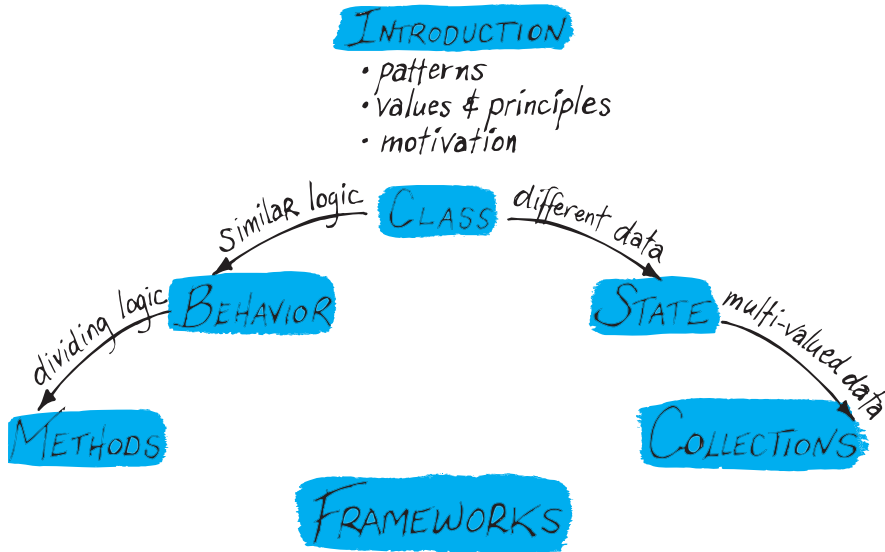 INTRODUCTION
• patterns
• values & principles
• motivation
similar logic
CLASS
different data
dividing logic
BEHAVIOR
STATE
multi-valued data
METHODS
COLLECTIONS
FRAMEWORKS